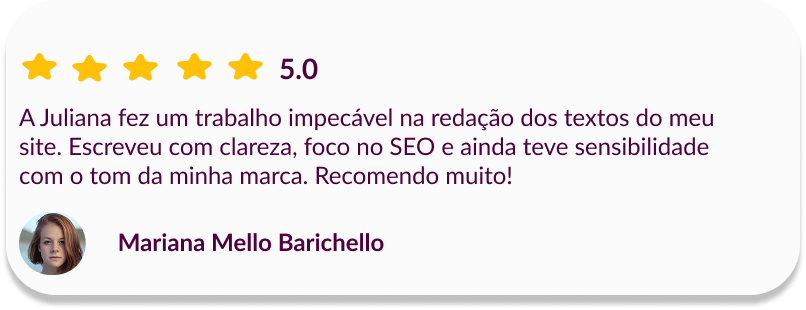 5.0
A Juliana fez um trabalho impecável na redação dos textos do meu
site. Escreveu com clareza, foco no SEO e ainda teve sensibilidade
com o tom da minha marca. Recomendo muito!
Mariana Mello Barichello